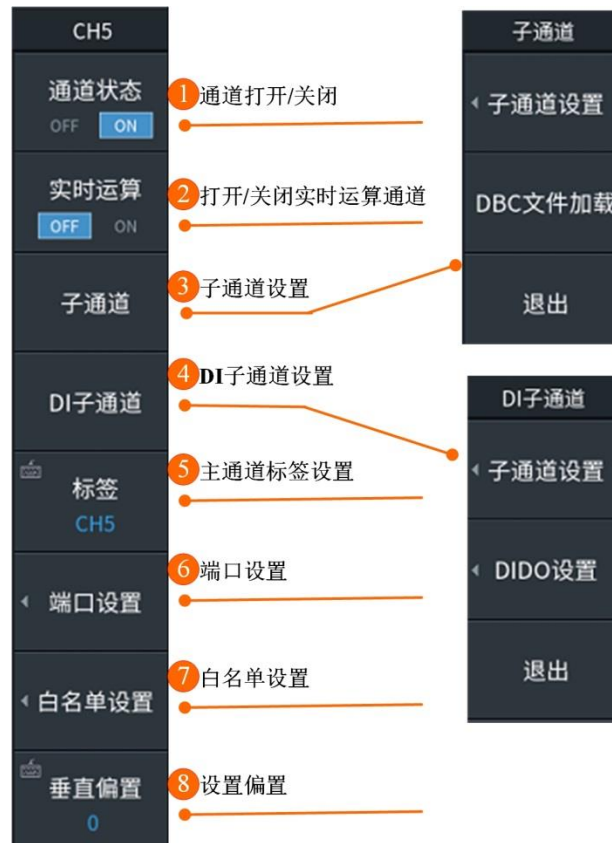 CH5
通道状态
OFF ON
实时运算
OFF ON
子通道
DI子通道
标签
CH5
端口设置
白名单设置
垂直偏置
0
1 通道打开/关闭
2 打开/关闭实时运算通道
3 子通道设置
4 DI子通道设置
5 主通道标签设置
6 端口设置
7 白名单设置
8 设置偏置
子通道
子通道设置
DBC文件加载
退出
DI子通道
子通道设置
DIDO设置
退出